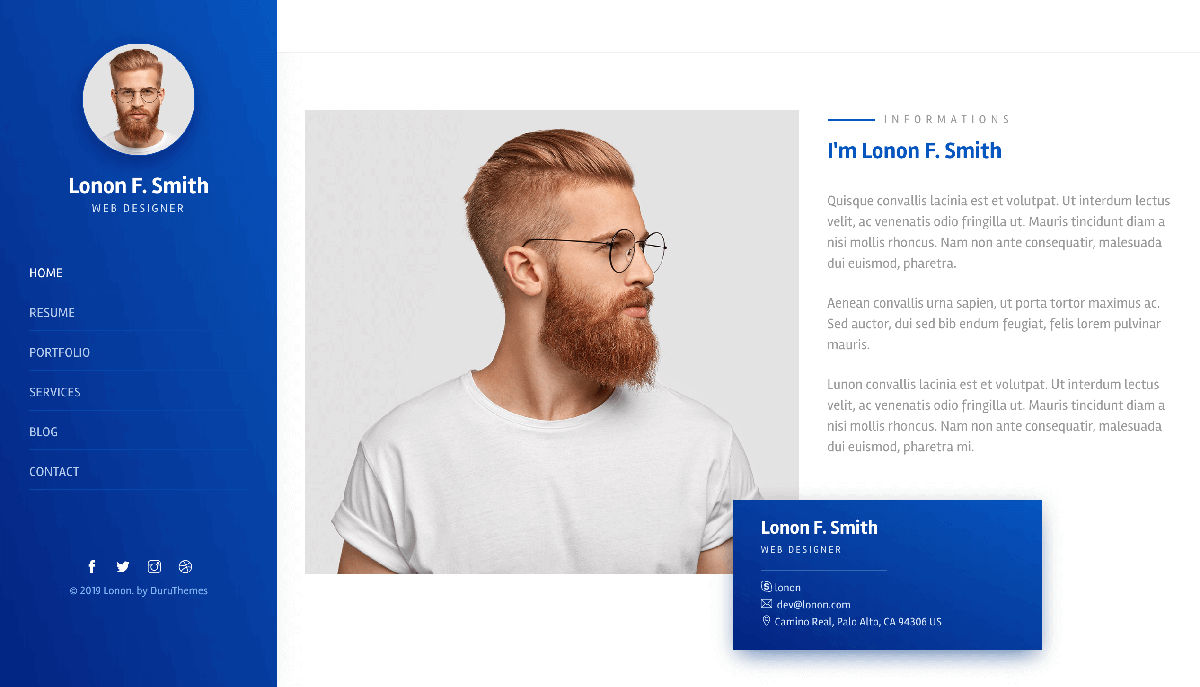 Lonon F. Smith
WEB DESIGNER
HOME
RESUME
PORTFOLIO
SERVICES
BLOG
CONTACT
© 2019 Lonon. by DuruThemes
INFORMATIONS
I'm Lonon F. Smith
Quisque convallis lacinia est et volutpat. Ut interdum lectus
velit, ac venenatis odio fringilla ut. Mauris tincidunt diam a
nisi mollis rhoncus. Nam non ante consequatir, malesuada
dui euismod, pharetra.
Aenean convallis urna sapien, ut porta tortor maximus ac.
Sed auctor, dui sed bib endum feugiat, felis lorem pulvinar
mauris.
Lunon convallis lacinia est et volutpat. Ut interdum lectus
velit, ac venenatis odio fringilla ut. Mauris tincidunt diam a
nisi mollis rhoncus. Nam non ante consequatir, malesuada
dui euismod, pharetra mi.
Lonon F. Smith
WEB DESIGNER
lonon
dev@lonon.com
Camino Real, Palo Alto, CA 94306 US